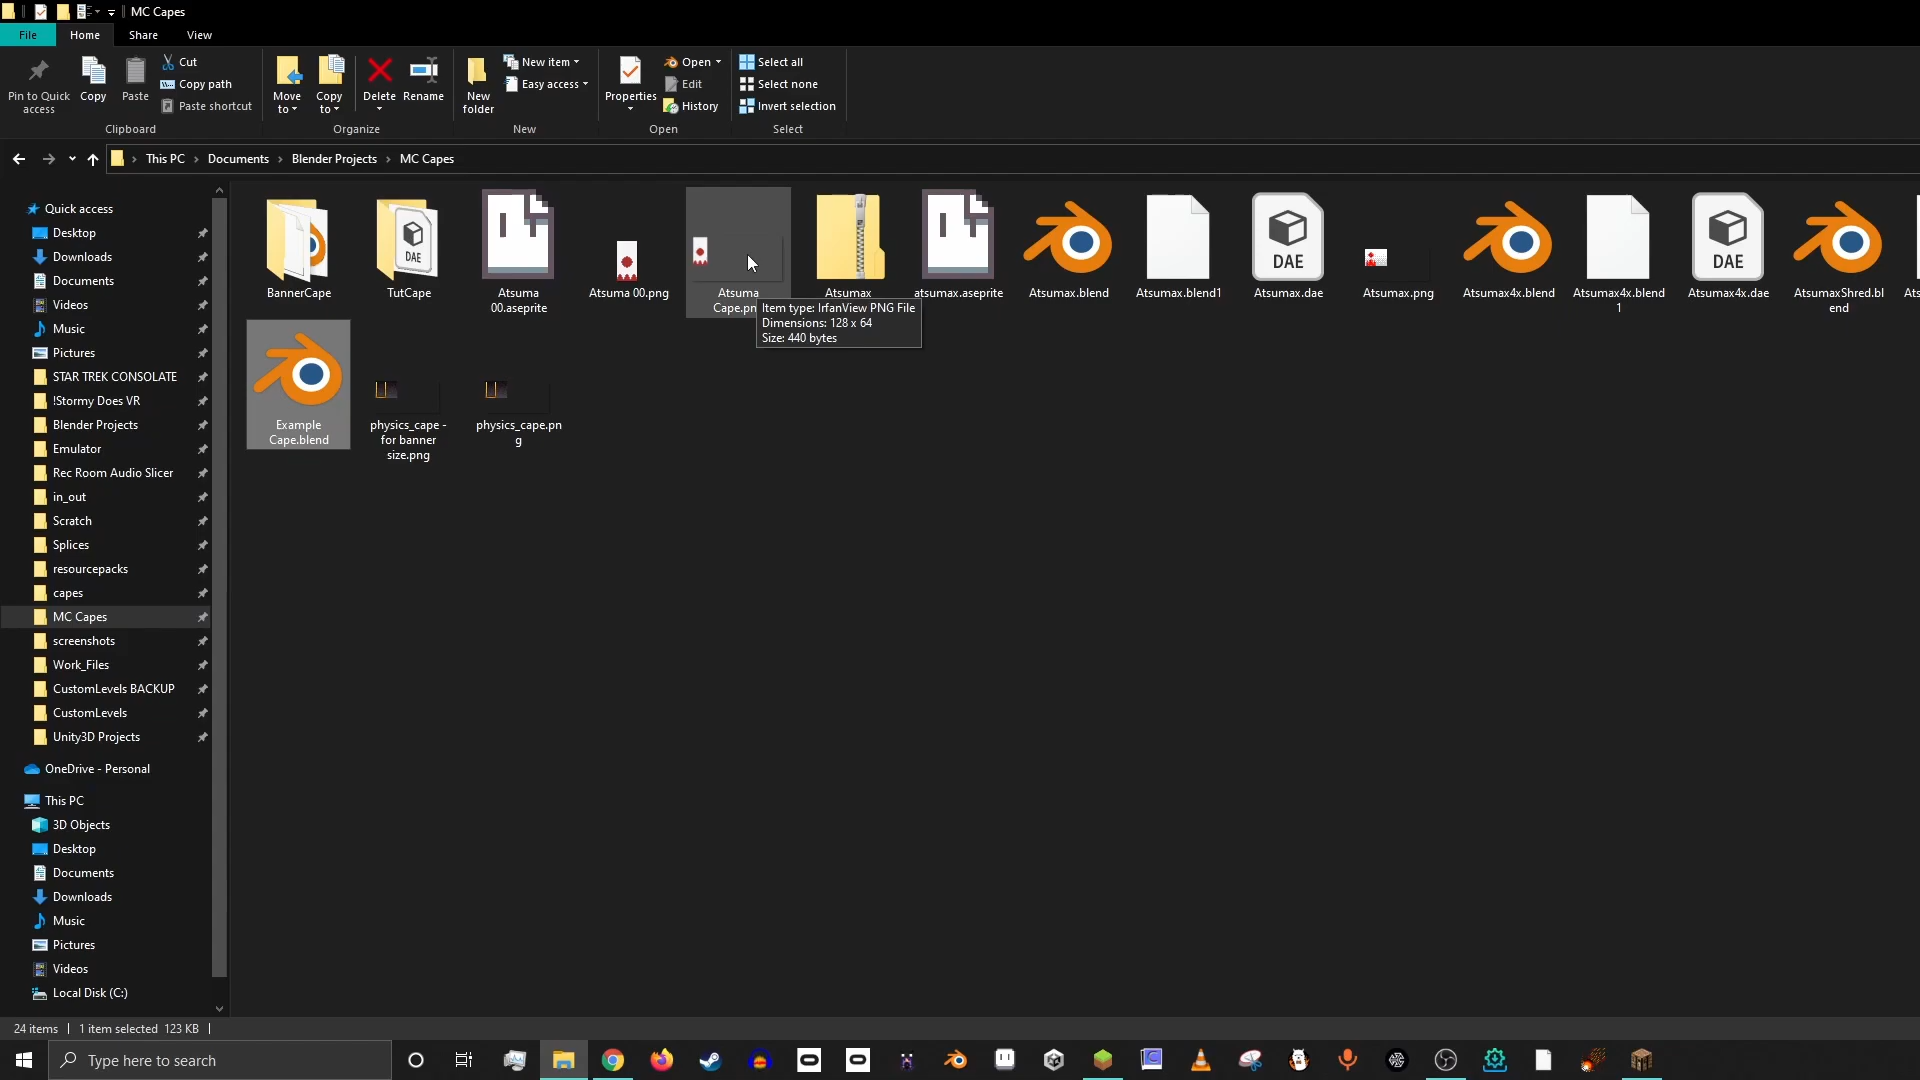 MC Capes
File
Home
Share
View
Pin to Quick
access
Copy
Paste
Cut
Copy path
Paste shortcut
Clipboard
Move
to
Copy
to
Delete
Rename
Organize
New
folder
New item
Easy access
New
Properties
Open
Edit
History
Open
Select all
Select none
Invert selection
Select
This PC
Documents
Blender Projects
MC Capes
Quick access
Desktop
Downloads
Documents
Videos
Music
Pictures
STAR TREK CONSOLATE
!Stormy Does VR
Blender Projects
Emulator
Rec Room Audio Slicer
in_out
Scratch
Splices
resourcepacks
capes
MC Capes
screenshots
Work_Files
CustomLevels BACKUP
CustomLevels
Unity3D Projects
OneDrive - Personal
This PC
3D Objects
Desktop
Documents
Downloads
Music
Pictures
Videos
Local Disk (C:)
BannerCape
DAE
TutCape
Atsuma
00.aseprite
Atsuma 00.png
Atsuma
Cape.pn
Atsumax
atsumax.aseprite
Atsumax.blend
Atsumax.blend1
DAE
Atsumax.dae
Atsumax.png
Atsumax4x.blend
Atsumax4x.blend
1
DAE
Atsumax4x.dae
AtsumaxShred.bl
end
Item type: IrfanView PNG File
Dimensions: 128 x 64
Size: 440 bytes
Example
Cape.blend
physics_cape -
for banner
size.png
physics_cape.pn
g
24 items
1 item selected 123 KB
Type here to search